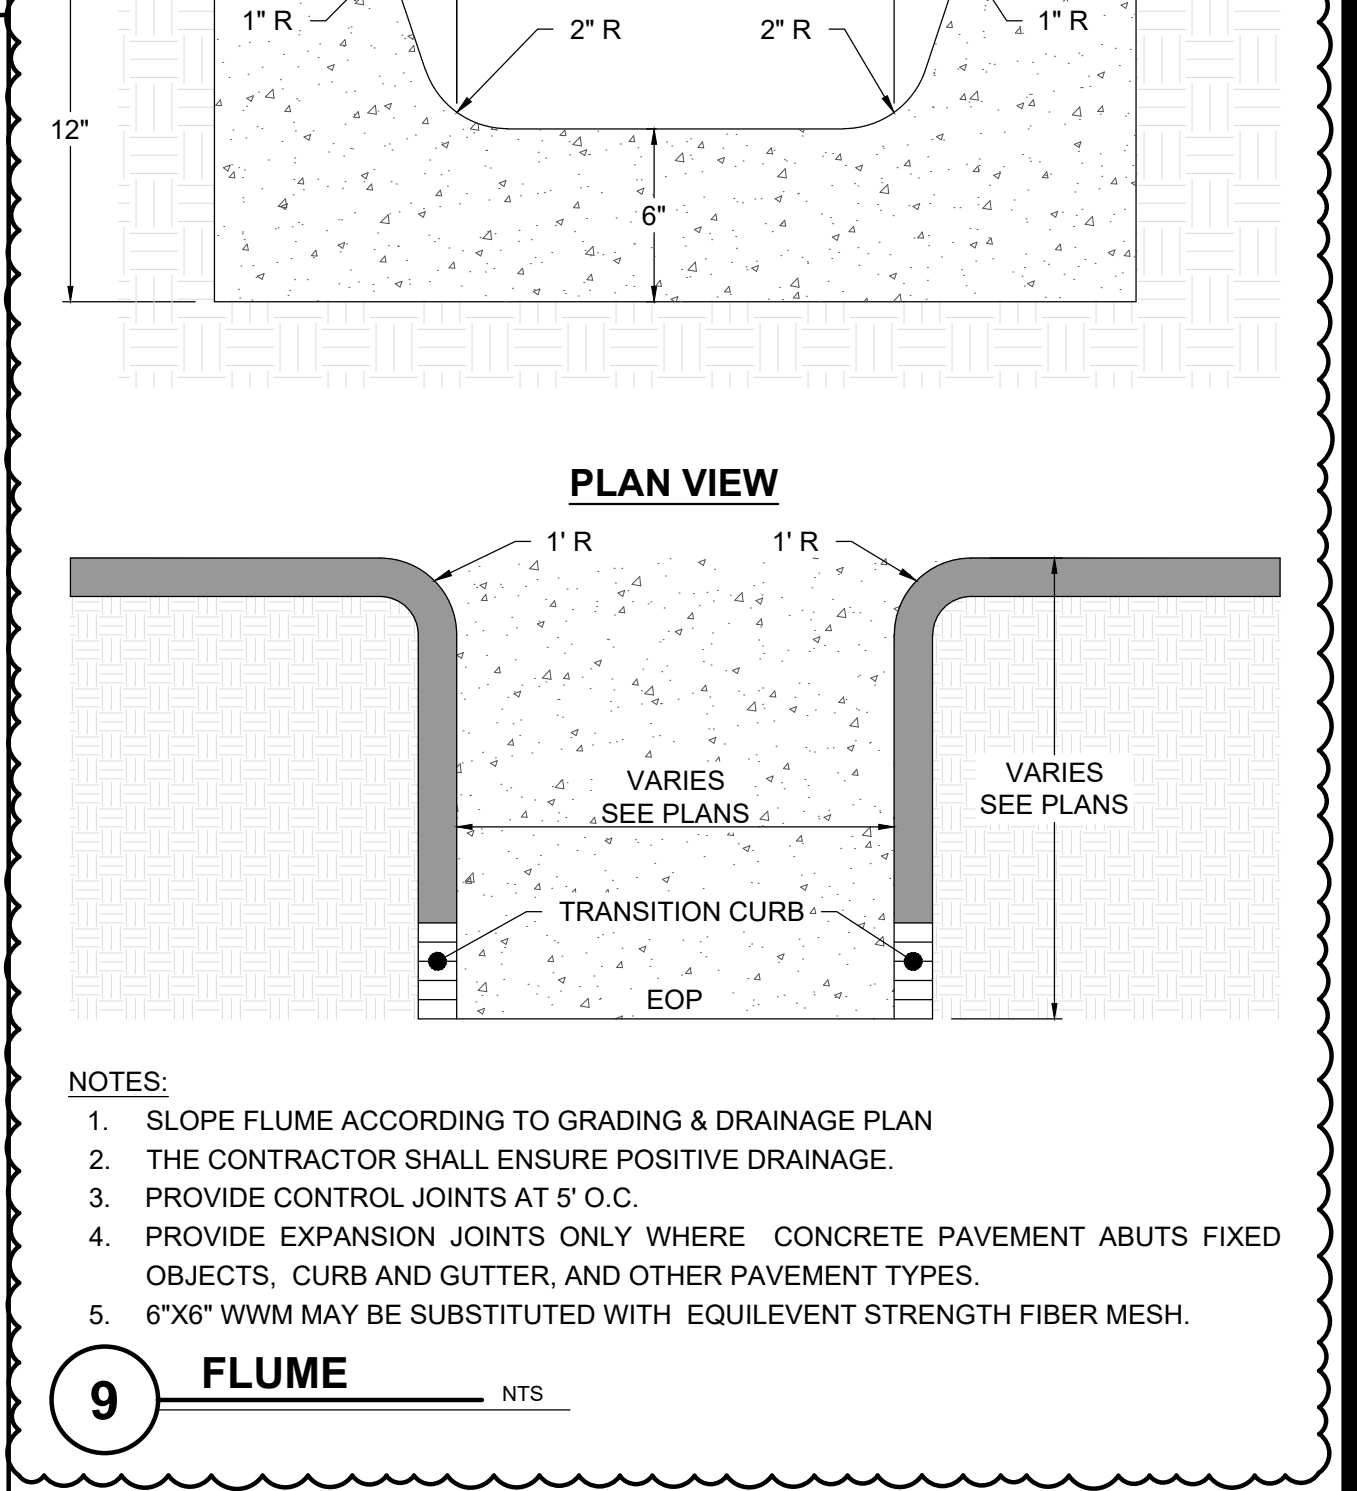 1" R
2" R
2" R
1" R
12"
6"
PLAN VIEW
1' R
1' R
VARIES
SEE PLANS
VARIES
SEE PLANS
TRANSITION CURB
EOP
NOTES:
1. SLOPE FLUME ACCORDING TO GRADING & DRAINAGE PLAN
2. THE CONTRACTOR SHALL ENSURE POSITIVE DRAINAGE.
3. PROVIDE CONTROL JOINTS AT 5' O.C.
4. PROVIDE EXPANSION JOINTS ONLY WHERE CONCRETE PAVEMENT ABUTS FIXED
OBJECTS, CURB AND GUTTER, AND OTHER PAVEMENT TYPES.
5. 6"X6" WWM MAY BE SUBSTITUTED WITH EQUILEVENT STRENGTH FIBER MESH.
9 FLUME NTS